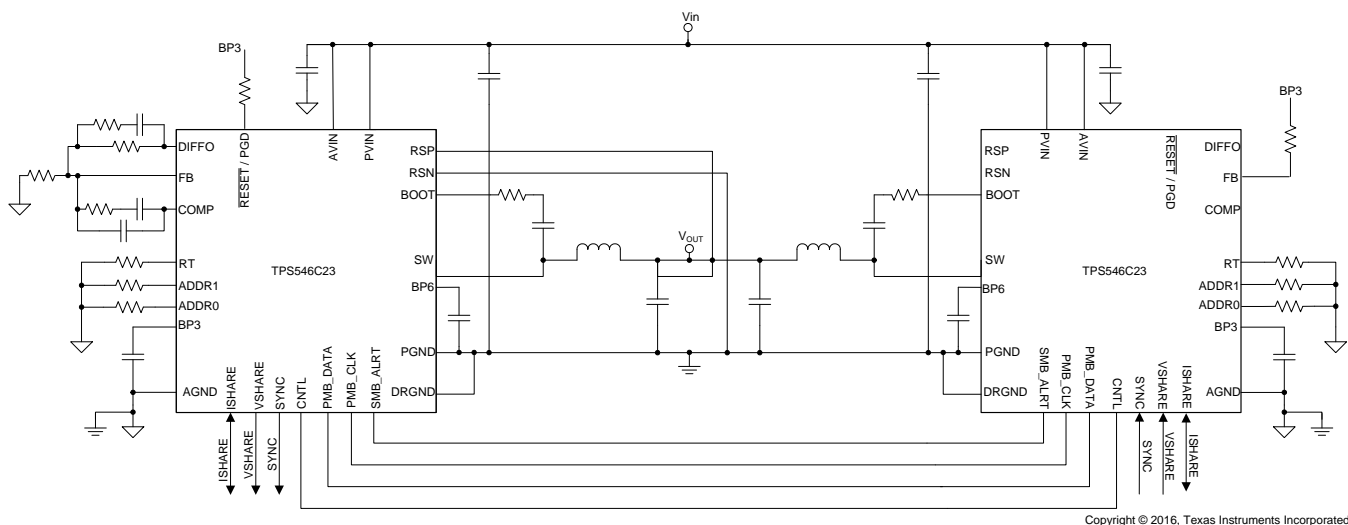 Vin
BP3
BP3
RESET / PGD
AVIN
PVIN
PVIN
AVIN
RESET / PGD
DIFFO
FB
COMP
RT
ADDR1
ADDR0
BP3
AGND
RSP
RSN
BOOT
SW
BP6
PGND
DRGND
TPS546C23
ISHARE
VSHARE
SYNC
CNTL
PMB_DATA
PMB_CLK
SMB_ALRT
ISHARE
VSHARE
SYNC
VOUT
RSP
RSN
BOOT
SW
BP6
PGND
DRGND
TPS546C23
DIFFO
FB
COMP
RT
ADDR1
ADDR0
BP3
AGND
SMB_ALRT
PMB_CLK
PMB_DATA
CNTL
SYNC
VSHARE
ISHARE
SYNC
VSHARE
ISHARE
Copyright © 2016, Texas Instruments Incorporated